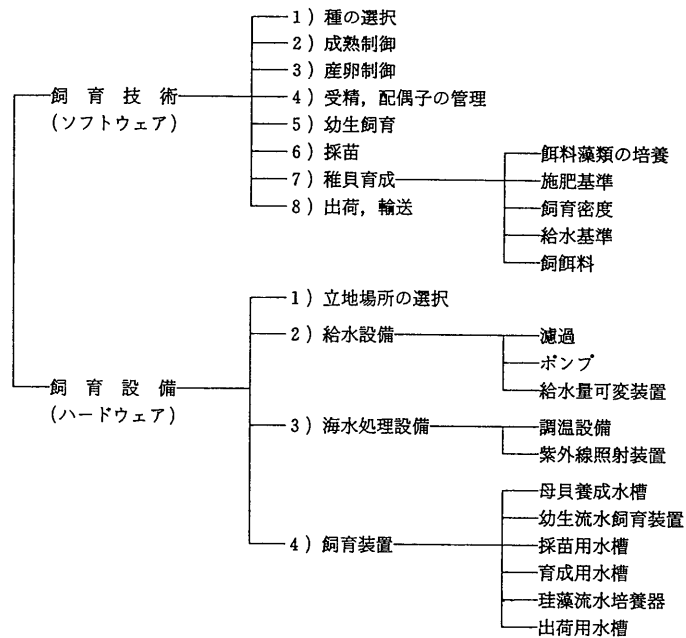 飼育技術
(ソフトウェア)
1)種の選択
2)成熟制御
3)産卵制御
4)受精,配偶子の管理
5)幼生飼育
6)採苗
7)稚貝育成
餌料藻類の培養
施肥基準
飼育密度
給水基準
飼餌料
8)出荷,輸送
飼育設備
(ハードウェア)
1)立地場所の選択
2)給水設備
濾過
ポンプ
給水量可変装置
3)海水処理設備
調温設備
紫外線照射装置
4)飼育装置
母貝養成水槽
幼生流水飼育装置
採苗用水槽
育成用水槽
珪藻流水培養器
出荷用水槽